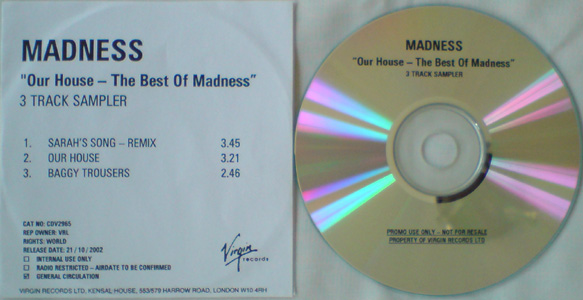 MADNESS
"Our House – The Best Of Madness"
3 TRACK SAMPLER
1. SARAH'S SONG – REMIX 3.45
2. OUR HOUSE 3.21
3. BAGGY TROUSERS 2.46
CAT NO: CDV2965
REP OWNER: VRL
RIGHTS: WORLD
RELEASE DATE: 21 / 10 / 2002
INTERNAL USE ONLY
RADIO RESTRICTED – AIRDATE TO BE CONFIRMED
GENERAL CIRCULATION
Virgin
records
VIRGIN RECORDS LTD, KENSAL HOUSE, 553/579 HARROW ROAD, LONDON W10 4RH
MADNESS
"Our House – The Best Of Madness"
3 TRACK SAMPLER
PROMO USE ONLY – NOT FOR RESALE
PROPERTY OF VIRGIN RECORDS LTD